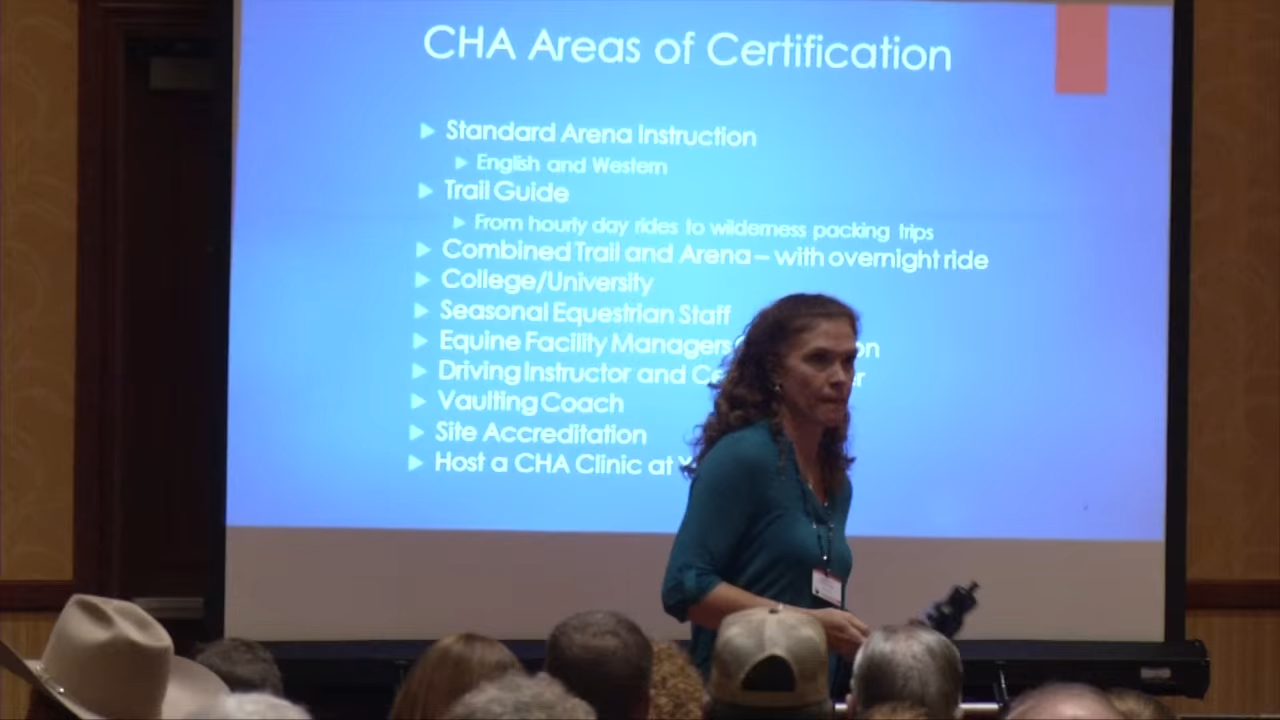 CHA Areas of Certification
Standard Arena Instruction
English and Western
Trail Guide
From hourly day rides to wilderness packing trips
Combined Trail and Arena – with overnight ride
College/University
Seasonal Equestrian Staff
Equine Facility Managers
Driving Instructor and
Vaulting Coach
Site Accreditation
Host a CHA Clinic at